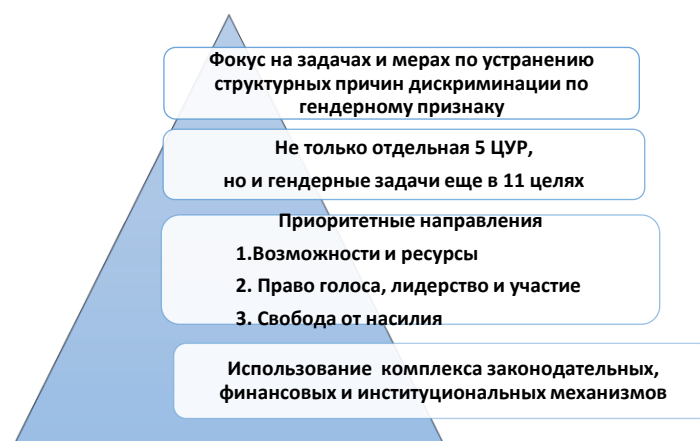 Фокус на задачах и мерах по устранению
структурных причин дискриминации по
гендерному признаку
Не только отдельная 5 ЦУР,
но и гендерные задачи еще в 11 целях
Приоритетные направления
1.Возможности и ресурсы
2. Право голоса, лидерство и участие
3. Свобода от насилия
Использование комплекса законодательных,
финансовых и институциональных механизмов